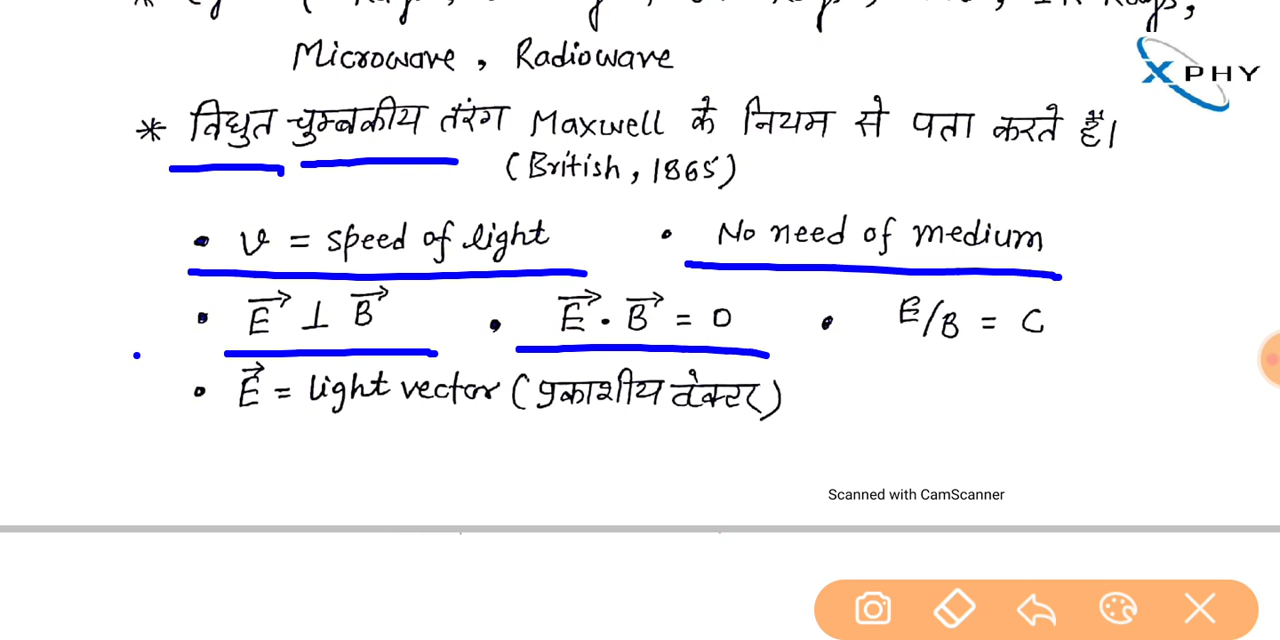 Microwave, Radiowave
X PHY
* विधुत चुम्बकीय तरंग Maxwell के नियम से पता करते हैं।
(British, 1865)
• v = speed of light • No need of medium
• E⃗ ⊥ B⃗ • E⃗ · B⃗ = 0 • E/B = C
• E⃗ = light vector (प्रकाशीय वेक्टर)
Scanned with CamScanner